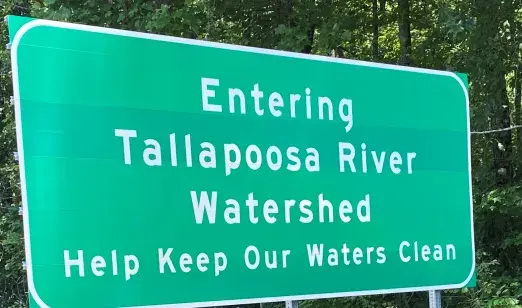 Entering
Tallapoosa River
Watershed
Help Keep Our Waters Clean